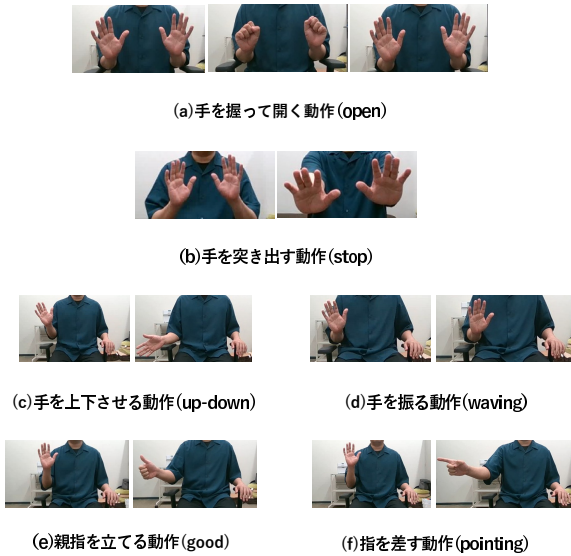 (a)手を握って開く動作(open)
(b)手を突き出す動作(stop)
(c)手を上下させる動作(up-down)
(d)手を振る動作(waving)
(e)親指を立てる動作(good)
(f)指を差す動作(pointing)